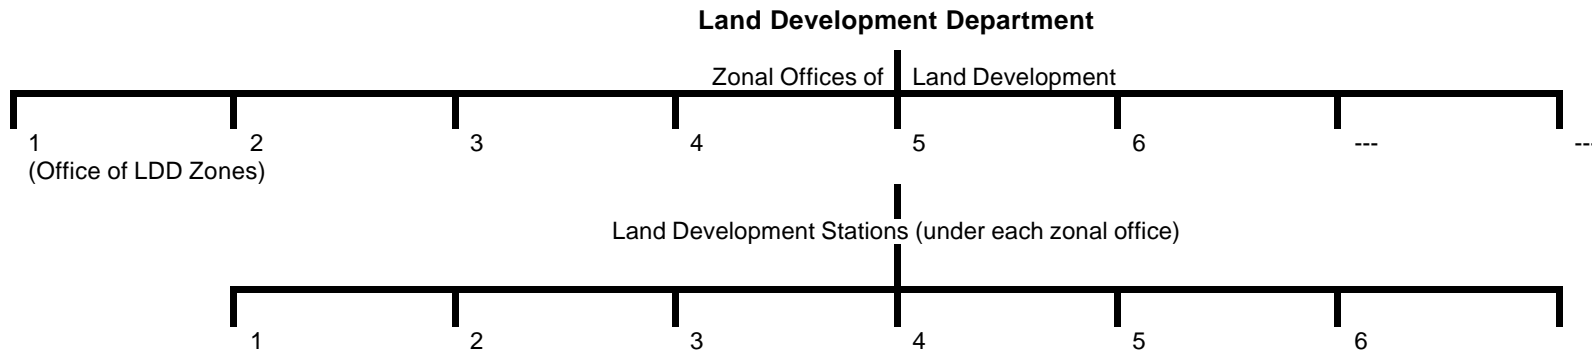 Land Development Department
Zonal Offices of Land Development
1 2 3 4 5 6 --- ---
(Office of LDD Zones)
Land Development Stations (under each zonal office)
1 2 3 4 5 6